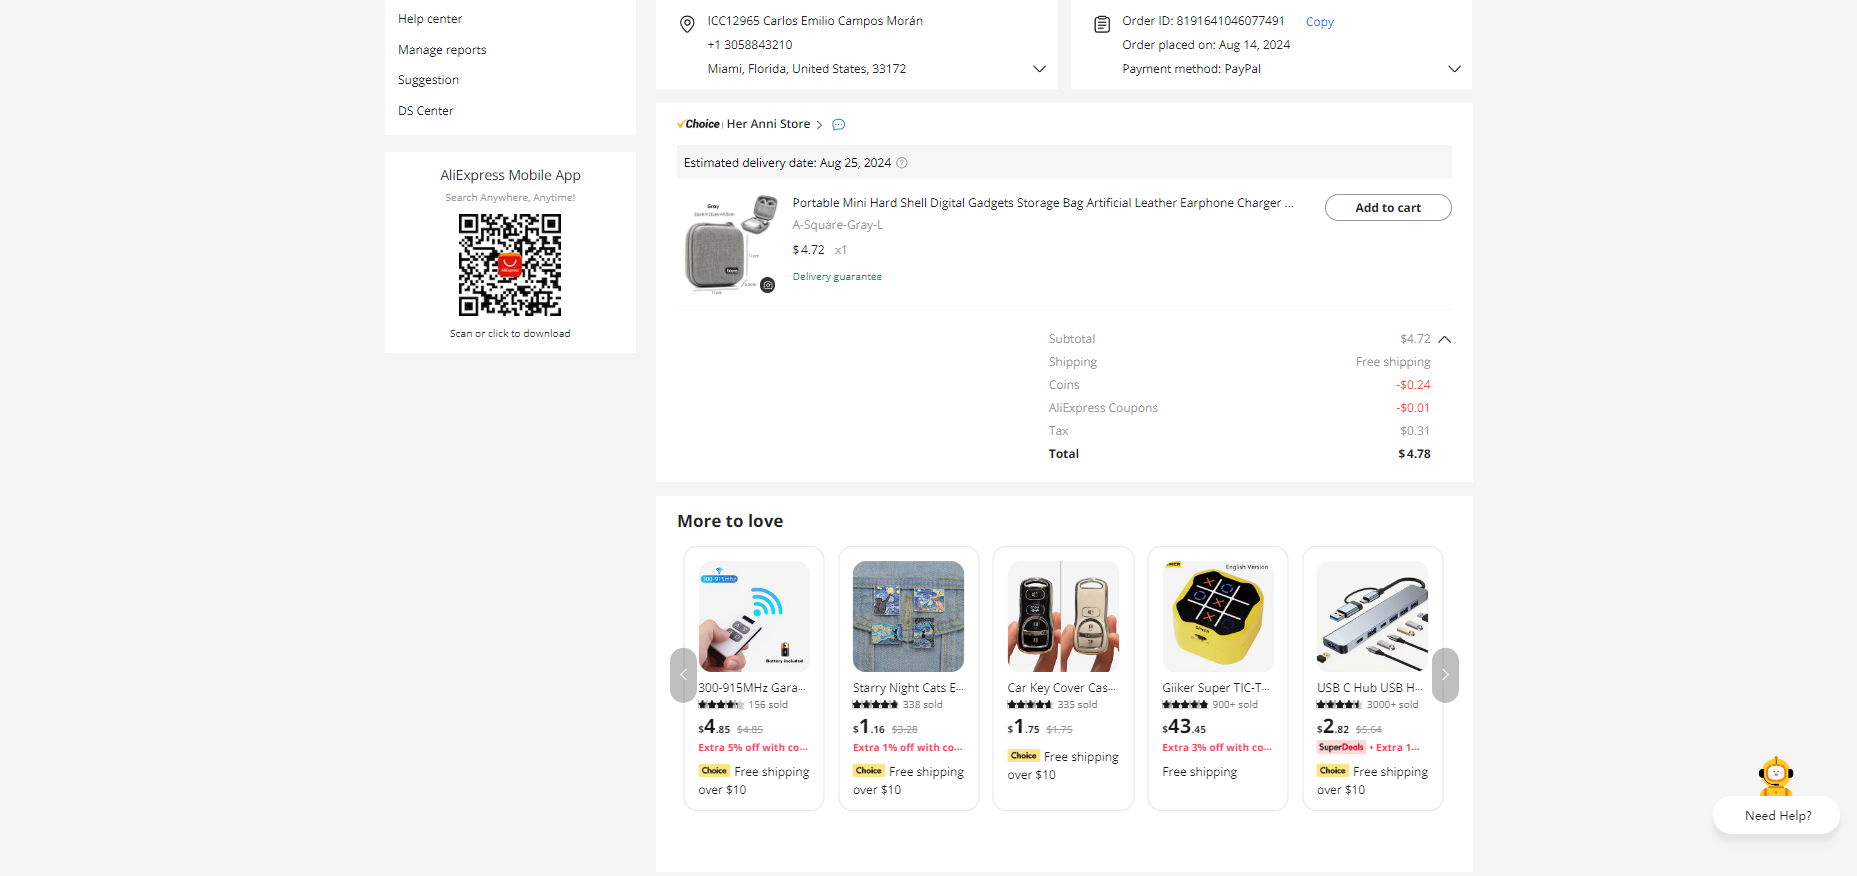 Help center
Manage reports
Suggestion
DS Center
AliExpress Mobile App
Search Anywhere, Anytime!
AliExpress
Scan or click to download
ICC12965 Carlos Emilio Campos Morán
+1 3058843210
Miami, Florida, United States, 33172
Order ID: 8191641046077491 Copy
Order placed on: Aug 14, 2024
Payment method: PayPal
Choice Her Anni Store
Estimated delivery date: Aug 25, 2024
Gray
Portable Mini Hard Shell Digital Gadgets Storage Bag Artificial Leather Earphone Charger ...
A-Square-Gray-L
$4.72 x1
Delivery guarantee
Add to cart
Subtotal $4.72
Shipping Free shipping
Coins -$0.24
AliExpress Coupons -$0.01
Tax $0.31
Total $4.78
More to love
300-915mhz
Battery included
300-915MHz Gara...
156 sold
$4.85 $4.85
Extra 5% off with co...
Choice Free shipping
over $10
Starry Night Cats E...
338 sold
$1.16 $3.28
Extra 1% off with co...
Choice Free shipping
over $10
Car Key Cover Cas...
335 sold
$1.75 $1.75
Choice Free shipping
over $10
English Version
GiiKER
Giiker Super TIC-T...
900+ sold
$43.45
Extra 3% off with co...
Free shipping
USB C Hub USB H...
3000+ sold
$2.82 $5.64
SuperDeals • Extra 1...
Choice Free shipping
over $10
Need Help?